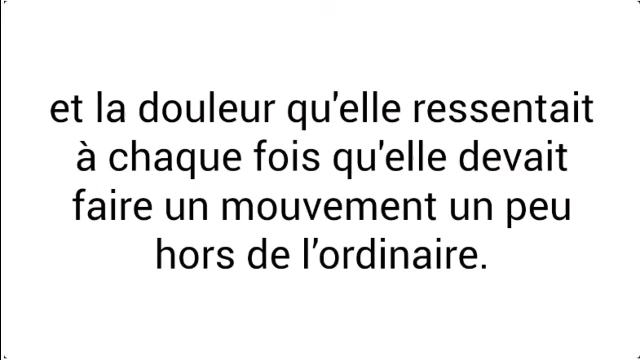 et la douleur qu'elle ressentait
à chaque fois qu'elle devait
faire un mouvement un peu
hors de l’ordinaire.